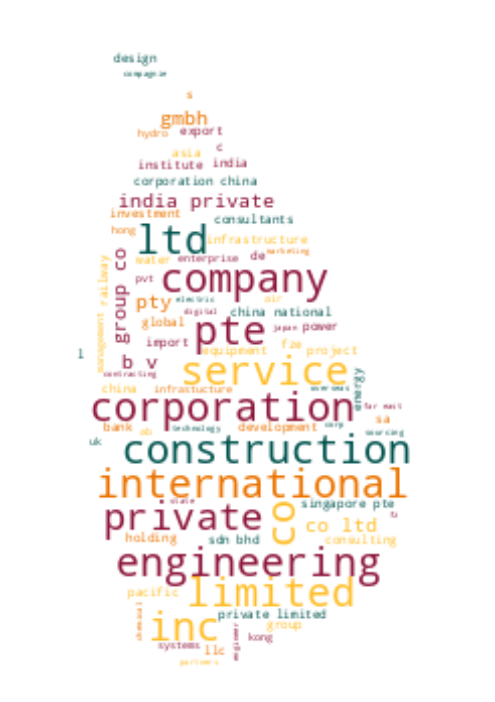 design
compagnie
s
gmbh
hydro export
c
asia
institute india
corporation china
india private
investment
consultants
hong
ltd infrastructure
marketing
water enterprise de
railway
group co
pvt
company
pty electric air
digital china national
global pte japan power
import fze
l
equipment project
b v
management
contracting
service
energy
china infrastucture overseas
corporation far east
bank ab technology development corp sa
sourcing
uk
construction
international
state
private co singapore pte
co ltd
holding sdn bhd consulting
engineering
pacific limited
chemical
private limited
inc group
engineer kong
systems llc
partners